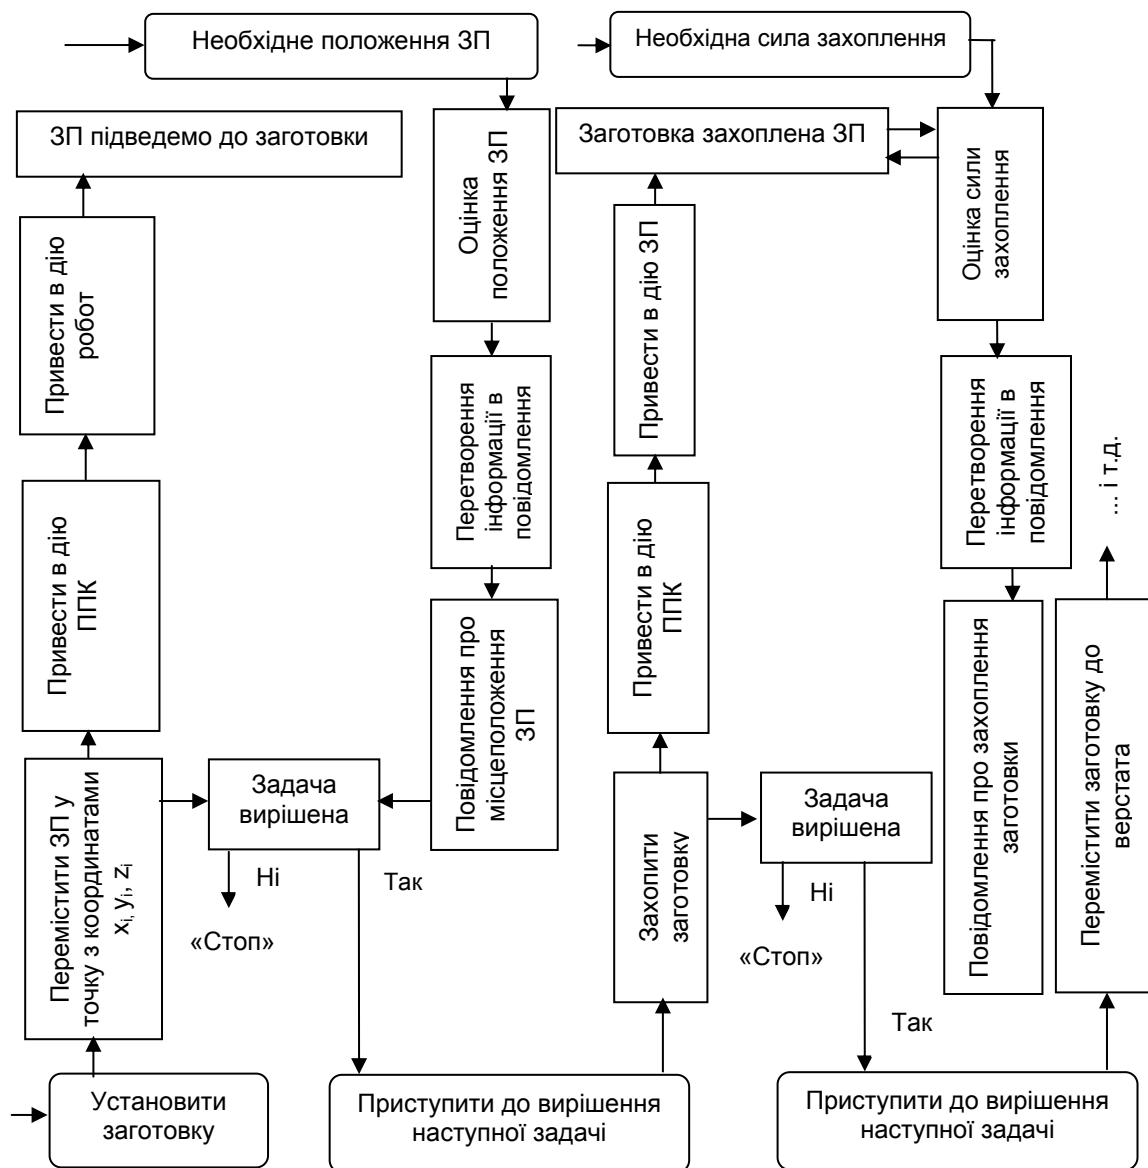 Необхідне положення ЗП
Необхідна сила захоплення
ЗП підведемо до заготовки
Оцінка
положення ЗП
Заготовка захоплена ЗП
Оцінка сили
захоплення
Привести в дію
робот
Привести в дію ЗП
Перетворення
інформації в
повідомлення
Перетворення
інформації в
повідомлення
... і т.д.
Привести в дію
ППК
Привести в дію
ППК
Повідомлення про
місцеположення
ЗП
Повідомлення про захоплення
заготовки
Перемістити заготовку до
верстата
Перемістити ЗП у
точку з координатами
xi, yi, zi
Задача
вирішена
Захопити
заготовку
Задача
вирішена
Ні
Так
«Стоп»
Ні
«Стоп»
Так
Установити
заготовку
Приступити до вирішення
наступної задачі
Приступити до вирішення
наступної задачі